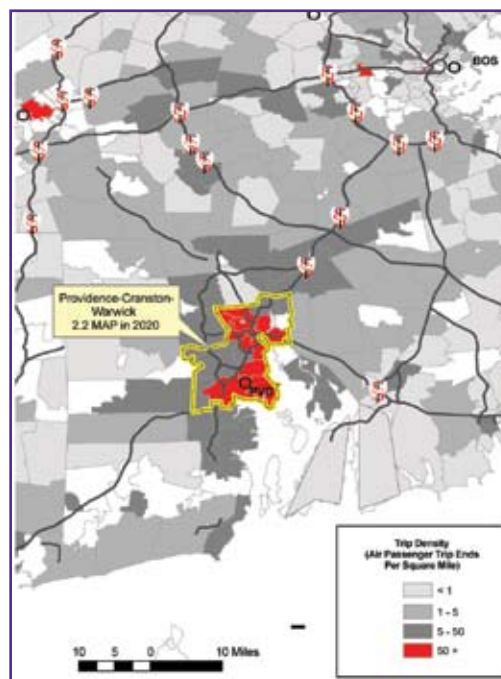 BOS
Providence-Cranston-
Warwick
2.2 MAP in 2020
PVD
Trip Density
(Air Passenger Trip Ends
Per Square Mile)
< 1
1 - 5
5 - 50
50 +
10 5 0 10 Miles